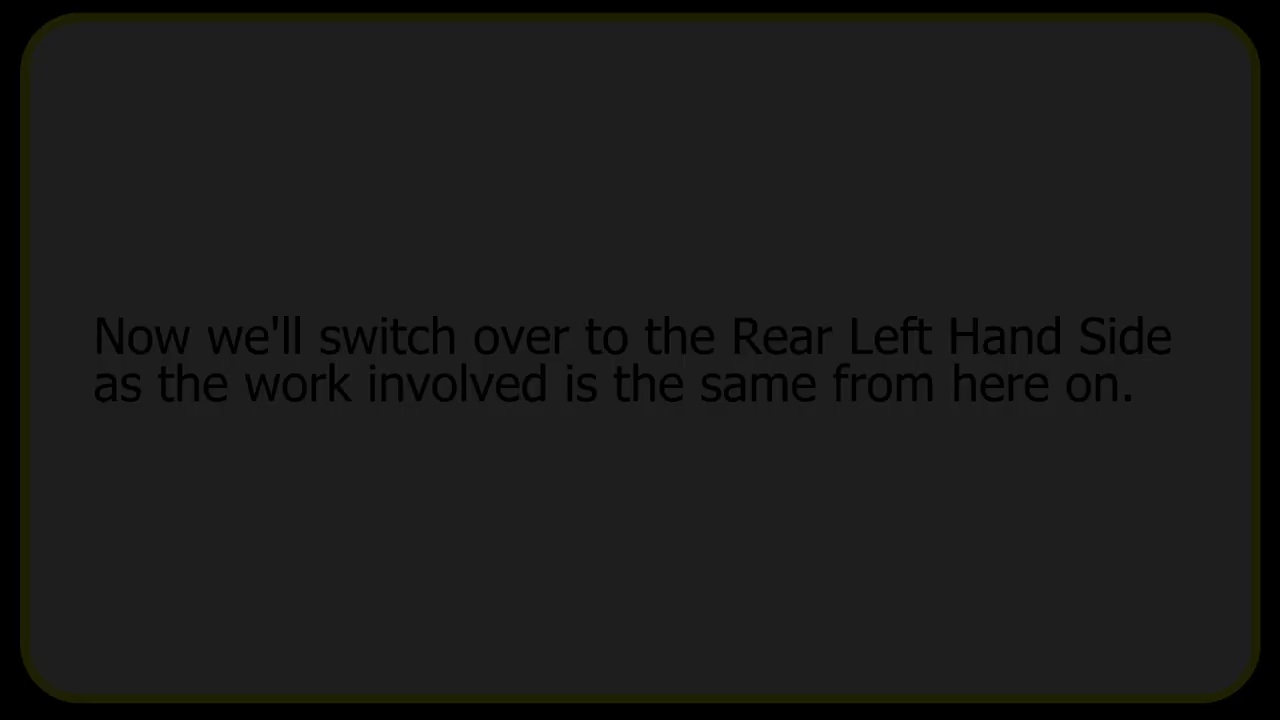 Now we'll switch over to the Rear Left Hand Side
as the work involved is the same from here on.